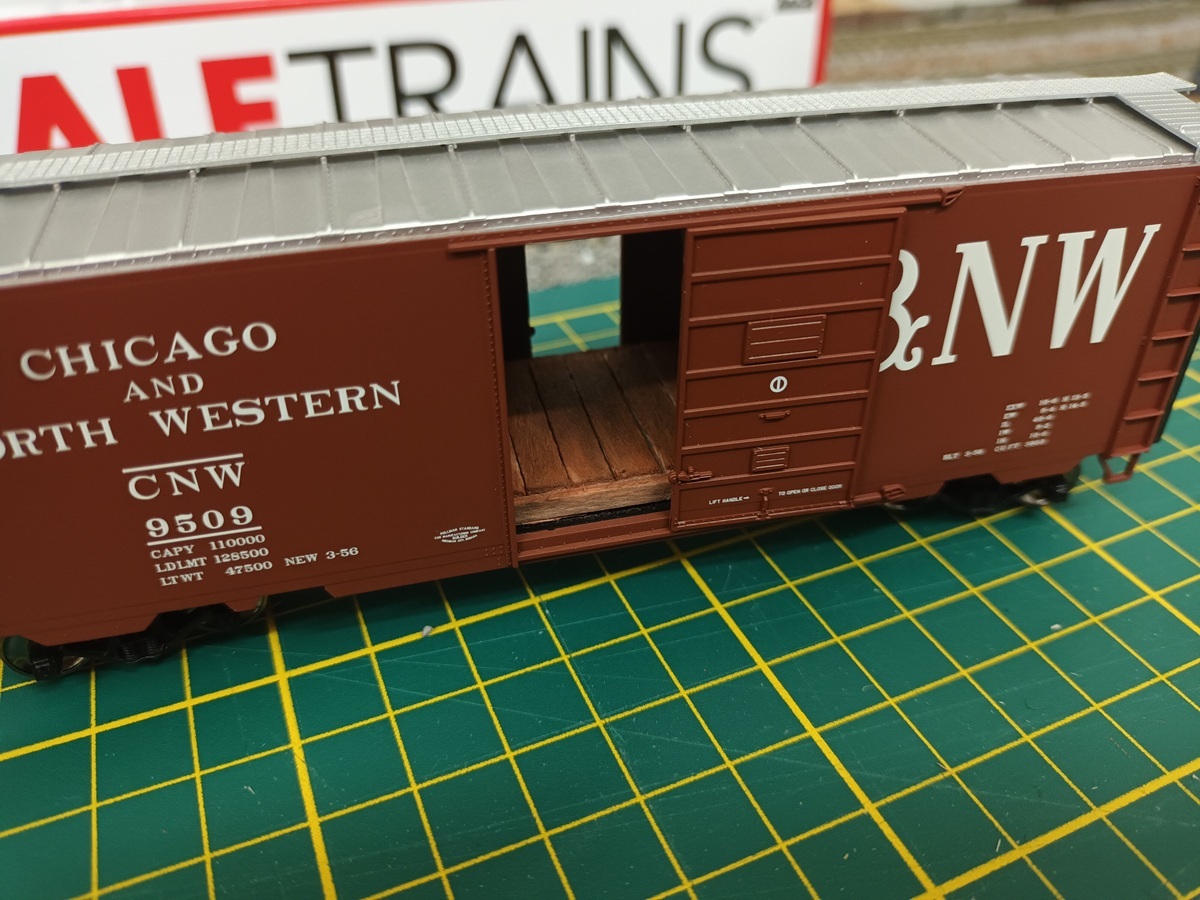 ALE TRAINS
CHICAGO
AND
ORTH WESTERN
CNW
9509
CAPY 110000
LDLMT 128500
LTWT 47500 NEW 3-56
LIFT HANDLE
TO OPEN OR CLOSE DOOR
&NW